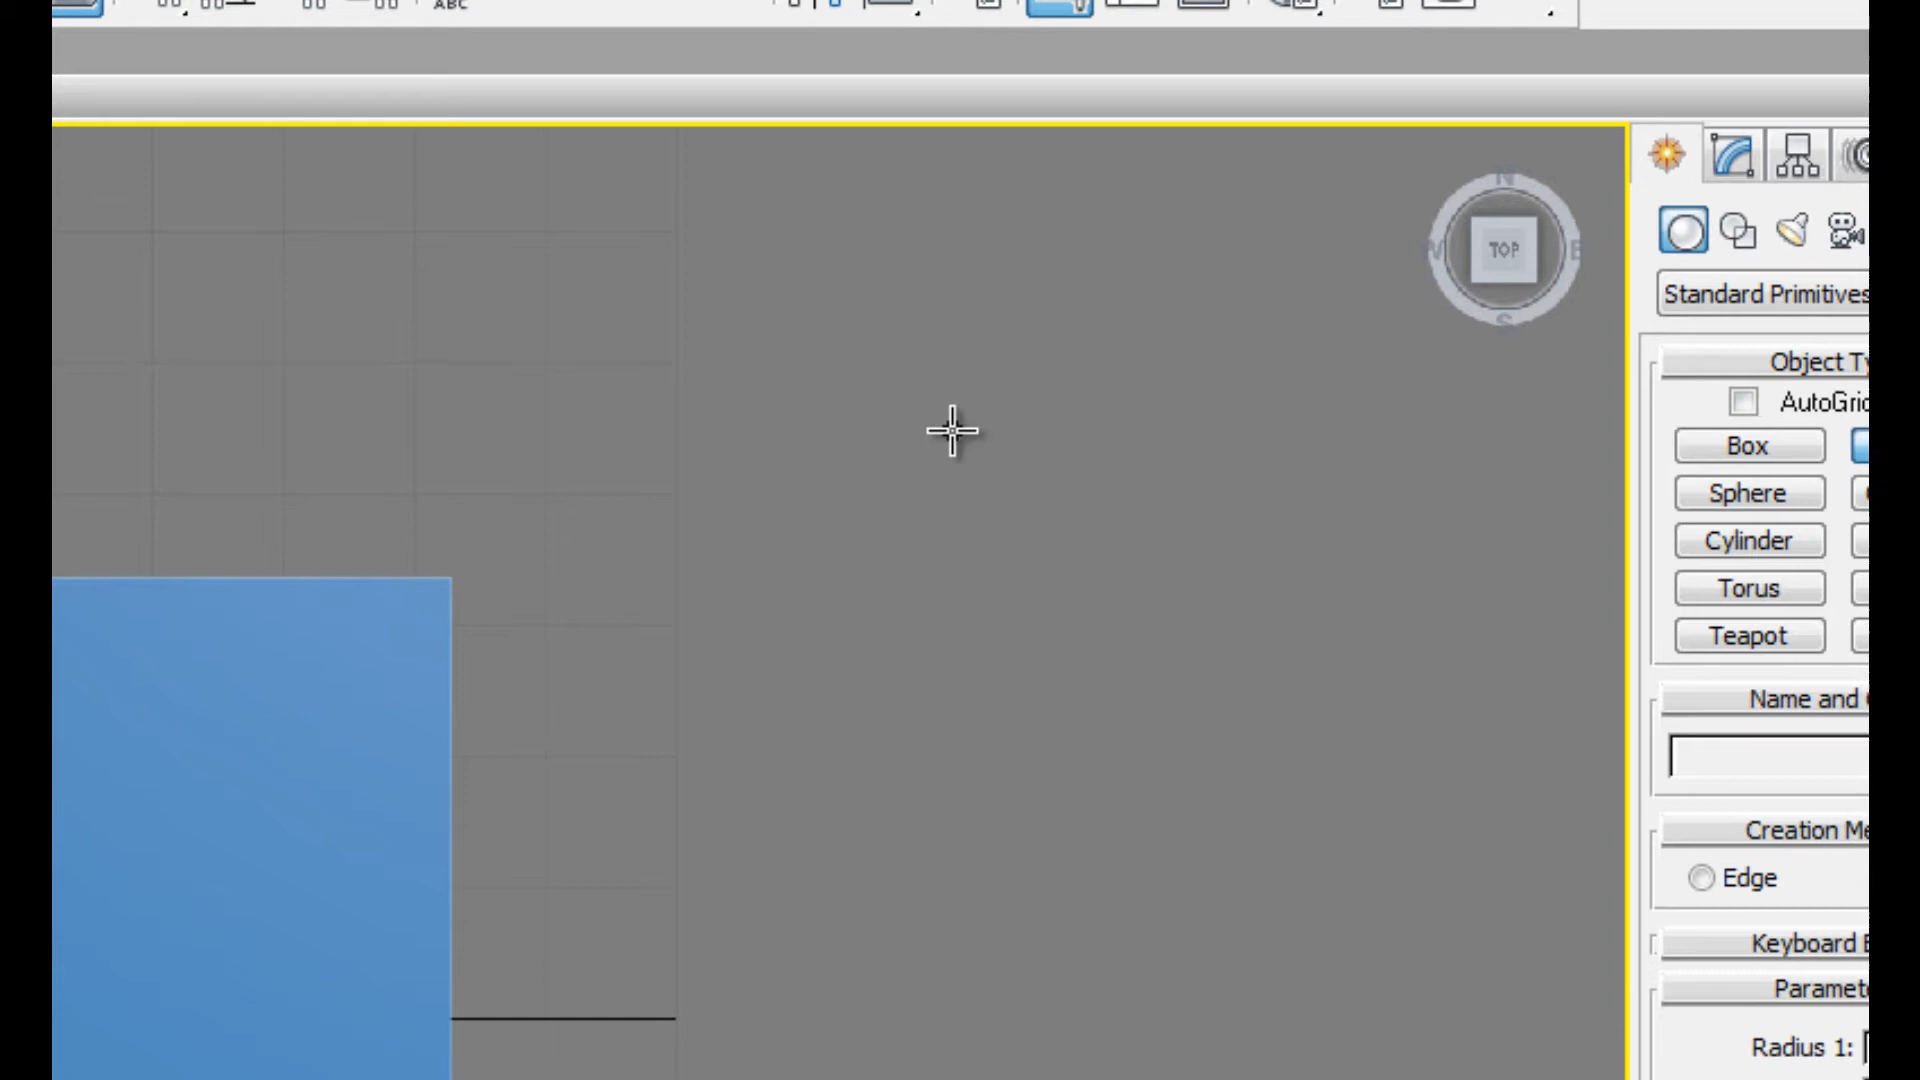 ABC
N
TOP
S
Standard Primitives
Object Ty
AutoGrid
Box
Sphere
Cylinder
Torus
Teapot
Name and
Creation Me
Edge
Keyboard E
Paramete
Radius 1: